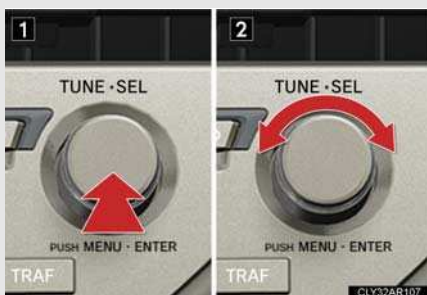 1
TUNE・SEL
PUSH MENU・ENTER
TRAF
2
TUNE・SEL
PUSH MENU・ENTER
TRAF
CLY32AR107